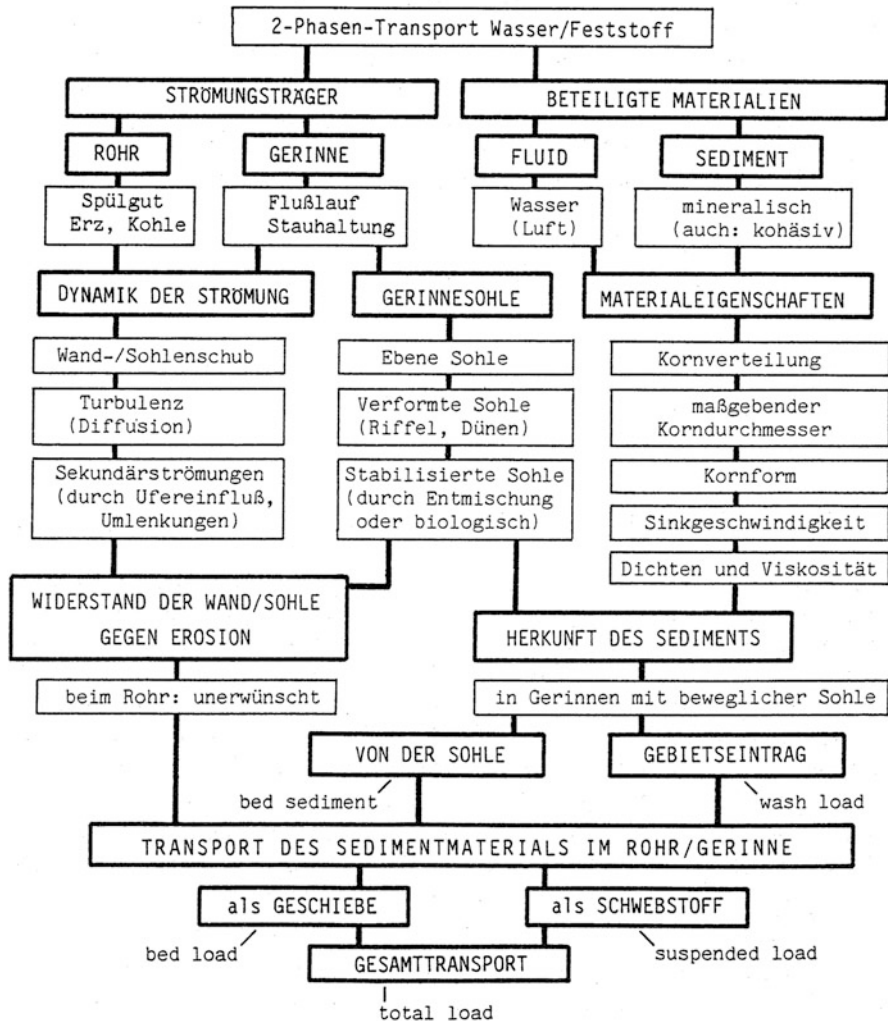 2-Phasen-Transport Wasser/Feststoff
STRÖMUNGSTRÄGER
BETEILIGTE MATERIALIEN
ROHR
GERINNE
FLUID
SEDIMENT
Spülgut
Erz, Kohle
Flußlauf
Stauhaltung
Wasser
(Luft)
mineralisch
(auch: kohäsiv)
DYNAMIK DER STRÖMUNG
GERINNESOHLE
MATERIALEIGENSCHAFTEN
Wand-/Sohlenschub
Ebene Sohle
Kornverteilung
Turbulenz
(Diffusion)
Verformte Sohle
(Riffel, Dünen)
maßgebender
Korndurchmesser
Sekundärströmungen
(durch Ufereinfluß,
Umlenkungen)
Stabilisierte Sohle
(durch Entmischung
oder biologisch)
Kornform
Sinkgeschwindigkeit
Dichten und Viskosität
WIDERSTAND DER WAND/SOHLE
GEGEN EROSION
HERKUNFT DES SEDIMENTS
beim Rohr: unerwünscht
in Gerinnen mit beweglicher Sohle
VON DER SOHLE
GEBIETSEINTRAG
bed sediment
wash load
TRANSPORT DES SEDIMENTMATERIALS IM ROHR/GERINNE
als GESCHIEBE
als SCHWEBSTOFF
bed load
suspended load
GESAMTTRANSPORT
total load